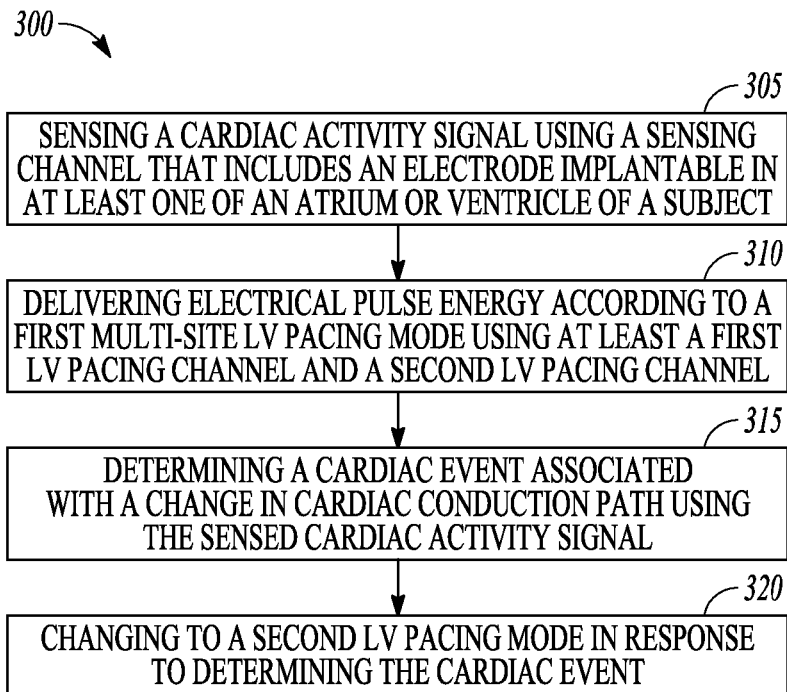 300
305
SENSING A CARDIAC ACTIVITY SIGNAL USING A SENSING
CHANNEL THAT INCLUDES AN ELECTRODE IMPLANTABLE IN
AT LEAST ONE OF AN ATRIUM OR VENTRICLE OF A SUBJECT
310
DELIVERING ELECTRICAL PULSE ENERGY ACCORDING TO A
FIRST MULTI-SITE LV PACING MODE USING AT LEAST A FIRST
LV PACING CHANNEL AND A SECOND LV PACING CHANNEL
315
DETERMINING A CARDIAC EVENT ASSOCIATED
WITH A CHANGE IN CARDIAC CONDUCTION PATH USING
THE SENSED CARDIAC ACTIVITY SIGNAL
320
CHANGING TO A SECOND LV PACING MODE IN RESPONSE
TO DETERMINING THE CARDIAC EVENT